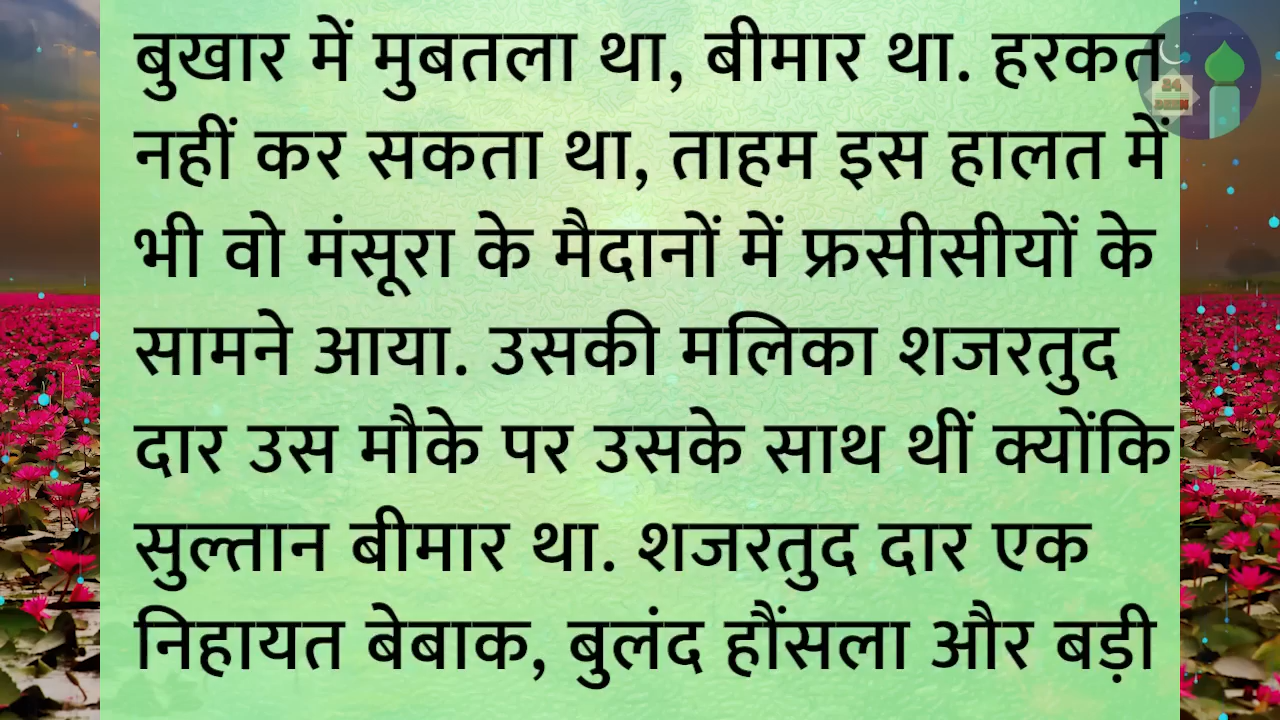 बुखार में मुबतला था, बीमार था. हरकत
नहीं कर सकता था, ताहम इस हालत में
भी वो मंसूरा के मैदानों में फ्रसीसीयों के
सामने आया. उसकी मलिका शजरतुद
दार उस मौके पर उसके साथ थीं क्योंकि
सुल्तान बीमार था. शजरतुद दार एक
निहायत बेबाक, बुलंद हौंसला और बड़ी